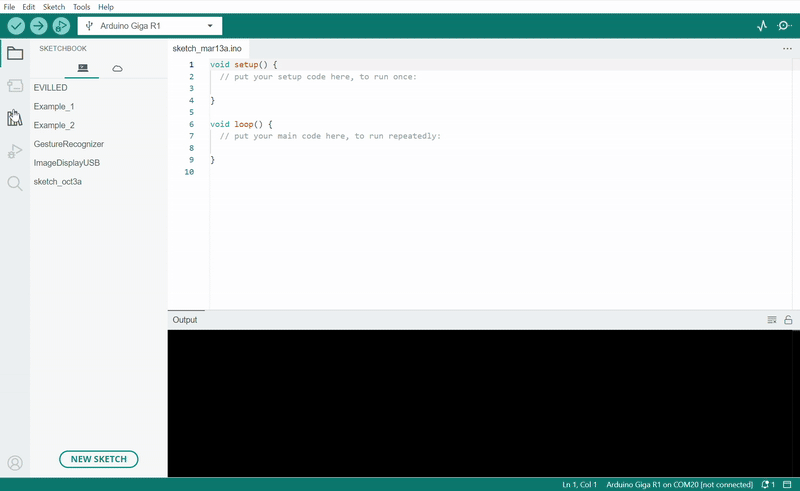 File Edit Sketch Tools Help
Arduino Giga R1
SKETCHBOOK
EVILLED
Example_1
Example_2
GestureRecognizer
ImageDisplayUSB
sketch_oct3a
NEW SKETCH
sketch_mar13a.ino
1 void setup() {
2 // put your setup code here, to run once:
3
4 }
5
6 void loop() {
7 // put your main code here, to run repeatedly:
8
9 }
10
Output
Ln 1, Col 1 Arduino Giga R1 on COM20 [not connected] 1